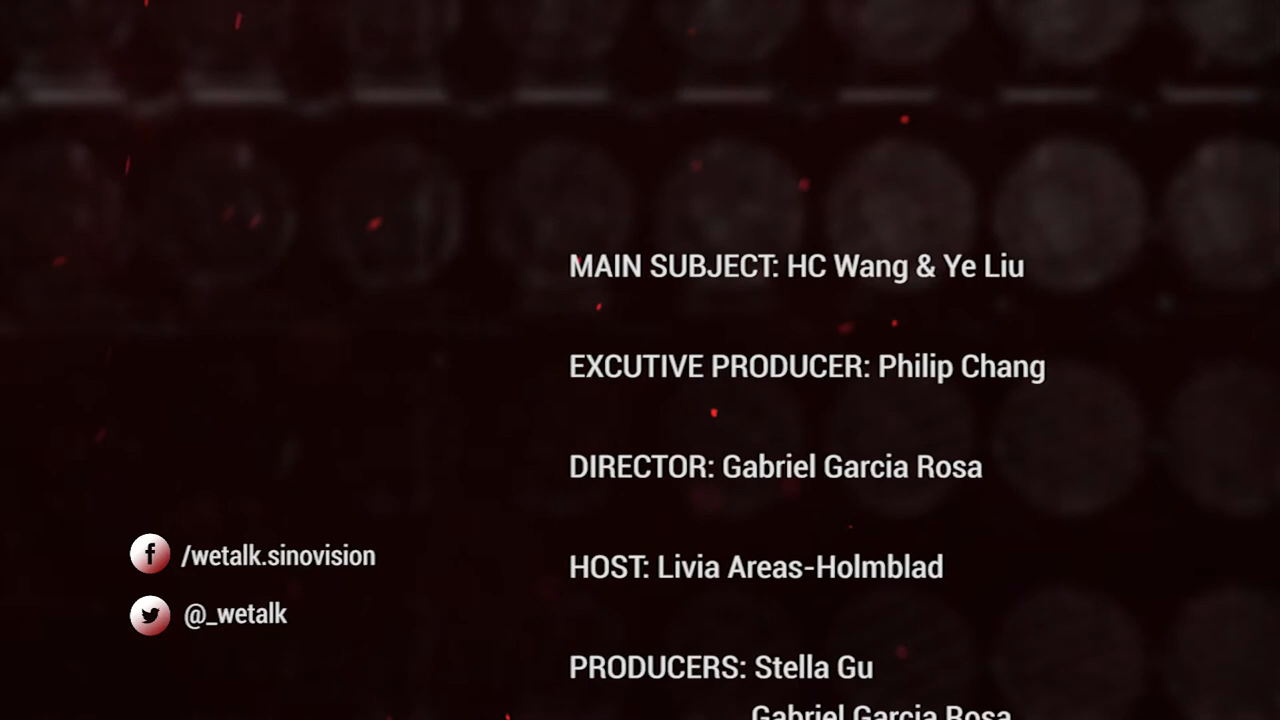 MAIN SUBJECT: HC Wang & Ye Liu
EXCUTIVE PRODUCER: Philip Chang
DIRECTOR: Gabriel Garcia Rosa
HOST: Livia Areas-Holmblad
/wetalk.sinovision
@_wetalk
PRODUCERS: Stella Gu
Gabriel Garcia Rosa